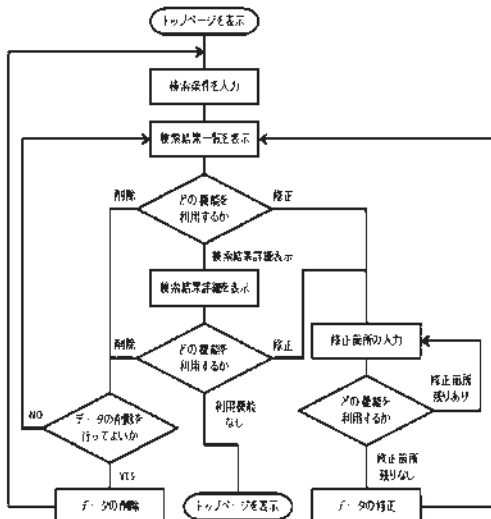 トップページを表示
検索条件を入力
検索結果一覧を表示
削除
どの機能を
利用するか
修正
検索結果詳細表示
検索結果詳細を表示
削除
どの機能を
利用するか
修正
修正箇所の入力
利用機能
なし
修正箇所
残りあり
NO
データの削除を
行ってよいか
どの機能を
利用するか
YES
修正箇所
残りなし
データの削除
トップページを表示
データの修正